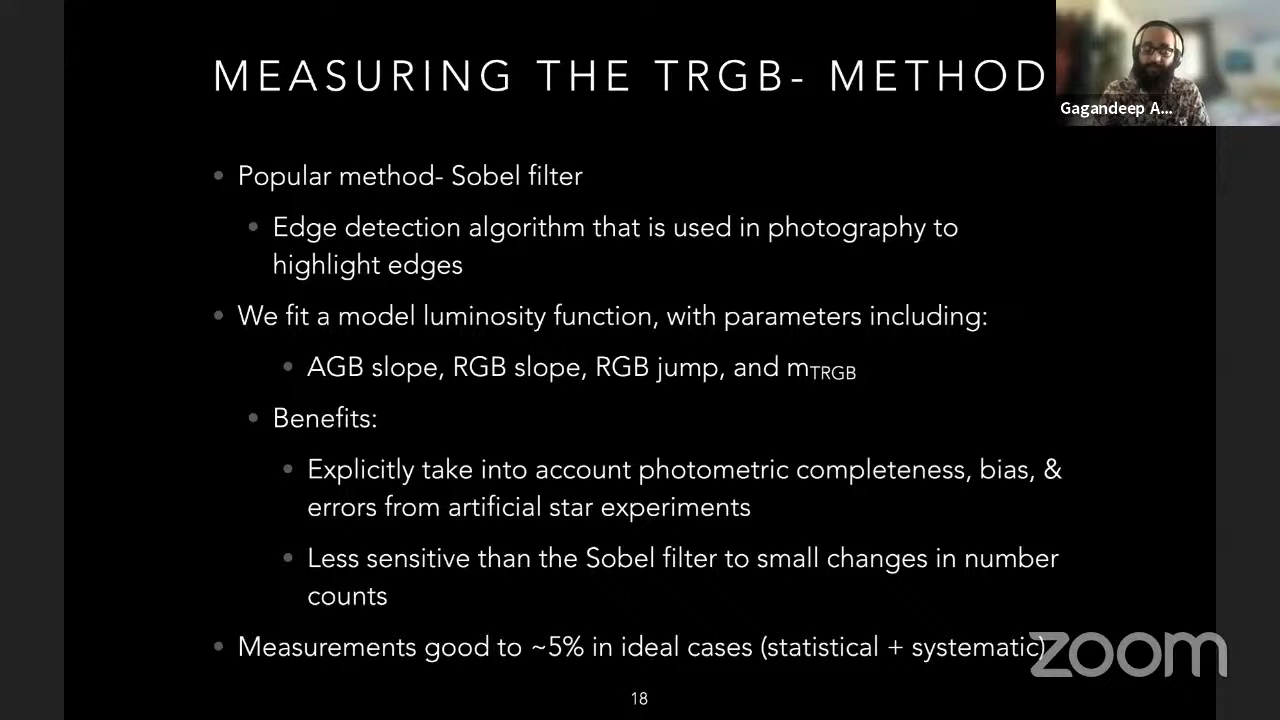 MEASURING THE TRGB- METHOD
Gagandeep A...
• Popular method- Sobel filter
• Edge detection algorithm that is used in photography to
highlight edges
• We fit a model luminosity function, with parameters including:
• AGB slope, RGB slope, RGB jump, and mTRGB
• Benefits:
• Explicitly take into account photometric completeness, bias, &
errors from artificial star experiments
• Less sensitive than the Sobel filter to small changes in number
counts
• Measurements good to ~5% in ideal cases (statistical + systematic)
zoom
18